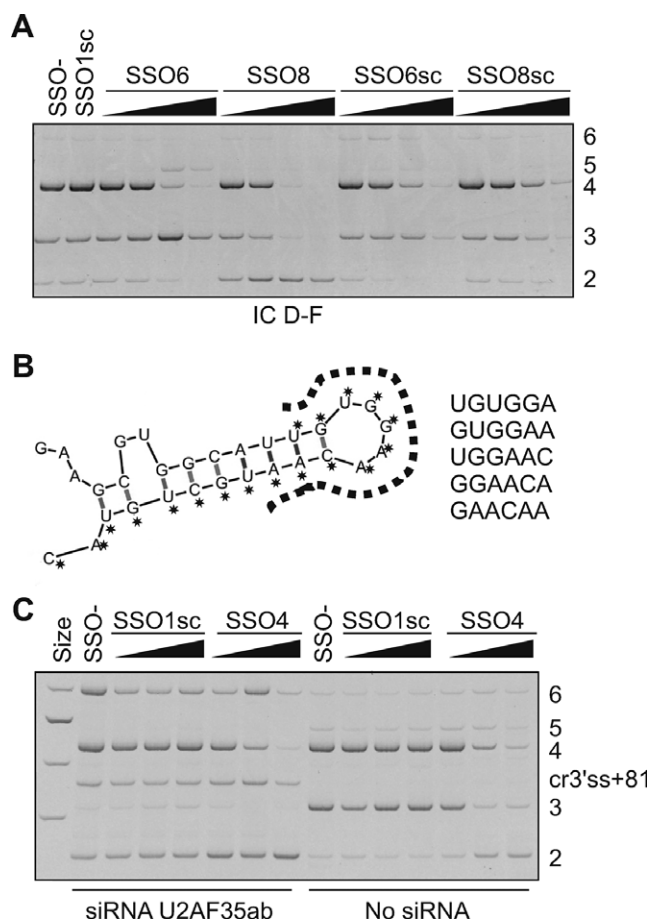 A
SSO-
SSO1sc
SSO6
SSO8
SSO6sc
SSO8sc
6
5
4
3
2
IC D-F
B
G A A G C G U G G C A U U G U G G
C A U G U C G U A A C A A
UGUGGA
GUGGAA
UGGAAC
GGAACA
GAACAA
C
Size
SSO-
SSO1sc
SSO4
SSO-
SSO1sc
SSO4
6
5
4
cr3'ss+81
3
2
siRNA U2AF35ab
No siRNA